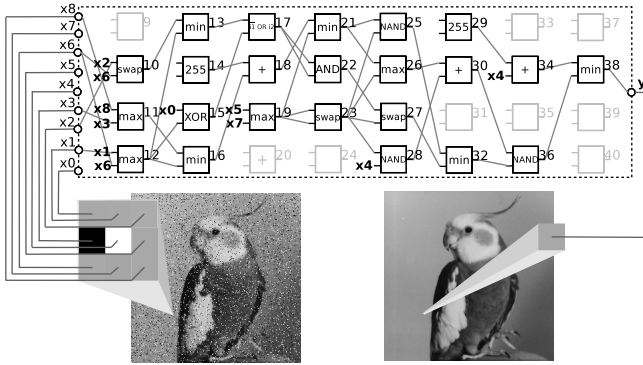 x8
x7
x6
x5
x4
x3
x2
x1
x0
9
x2
x6
swap
10
x8
x3
max
11
x1
x6
max
12
min
13
255
14
x0
XOR
15
min
16
i1 OR i2
17
+
18
x5
x7
max
19
+
20
min
21
AND
22
swap
23
24
NAND
25
max
26
swap
27
x4
NAND
28
255
29
+
30
31
min
32
33
x4
+
34
35
NAND
36
37
min
38
39
40
y